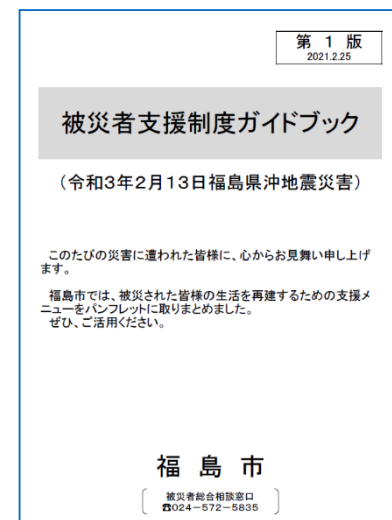 第 1 版
2021.2.25
被災者支援制度ガイドブック
（令和3年2月13日福島県沖地震災害）
このたびの災害に遭われた皆様に、心からお見舞い申し上げ
ます。
福島市では、被災された皆様の生活を再建するための支援メ
ニューをパンフレットに取りまとめました。
ぜひ、ご活用ください。
福 島 市
被災者総合相談窓口
☎024－572－5835